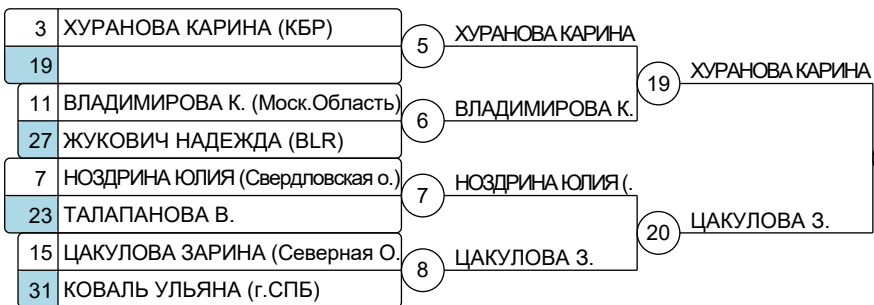 3 ХУРАНОВА КАРИНА (КБР)
19
11 ВЛАДИМИРОВА К. (Моск.Область)
27 ЖУКОВИЧ НАДЕЖДА (BLR)
7 НОЗДРИНА ЮЛИЯ (Свердловская о.)
23 ТАЛАПАНОВА В.
15 ЦАКУЛОВА ЗАРИНА (Северная О.
31 КОВАЛЬ УЛЬЯНА (г.СПБ)
5 ХУРАНОВА КАРИНА
6 ВЛАДИМИРОВА К.
7 НОЗДРИНА ЮЛИЯ (.
8 ЦАКУЛОВА З.
19 ХУРАНОВА КАРИНА
20 ЦАКУЛОВА З.